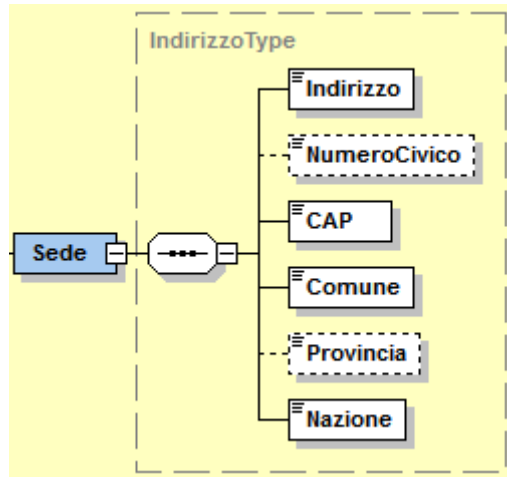 IndirizzoType
Indirizzo
NumeroCivico
CAP
Sede
Comune
Provincia
Nazione